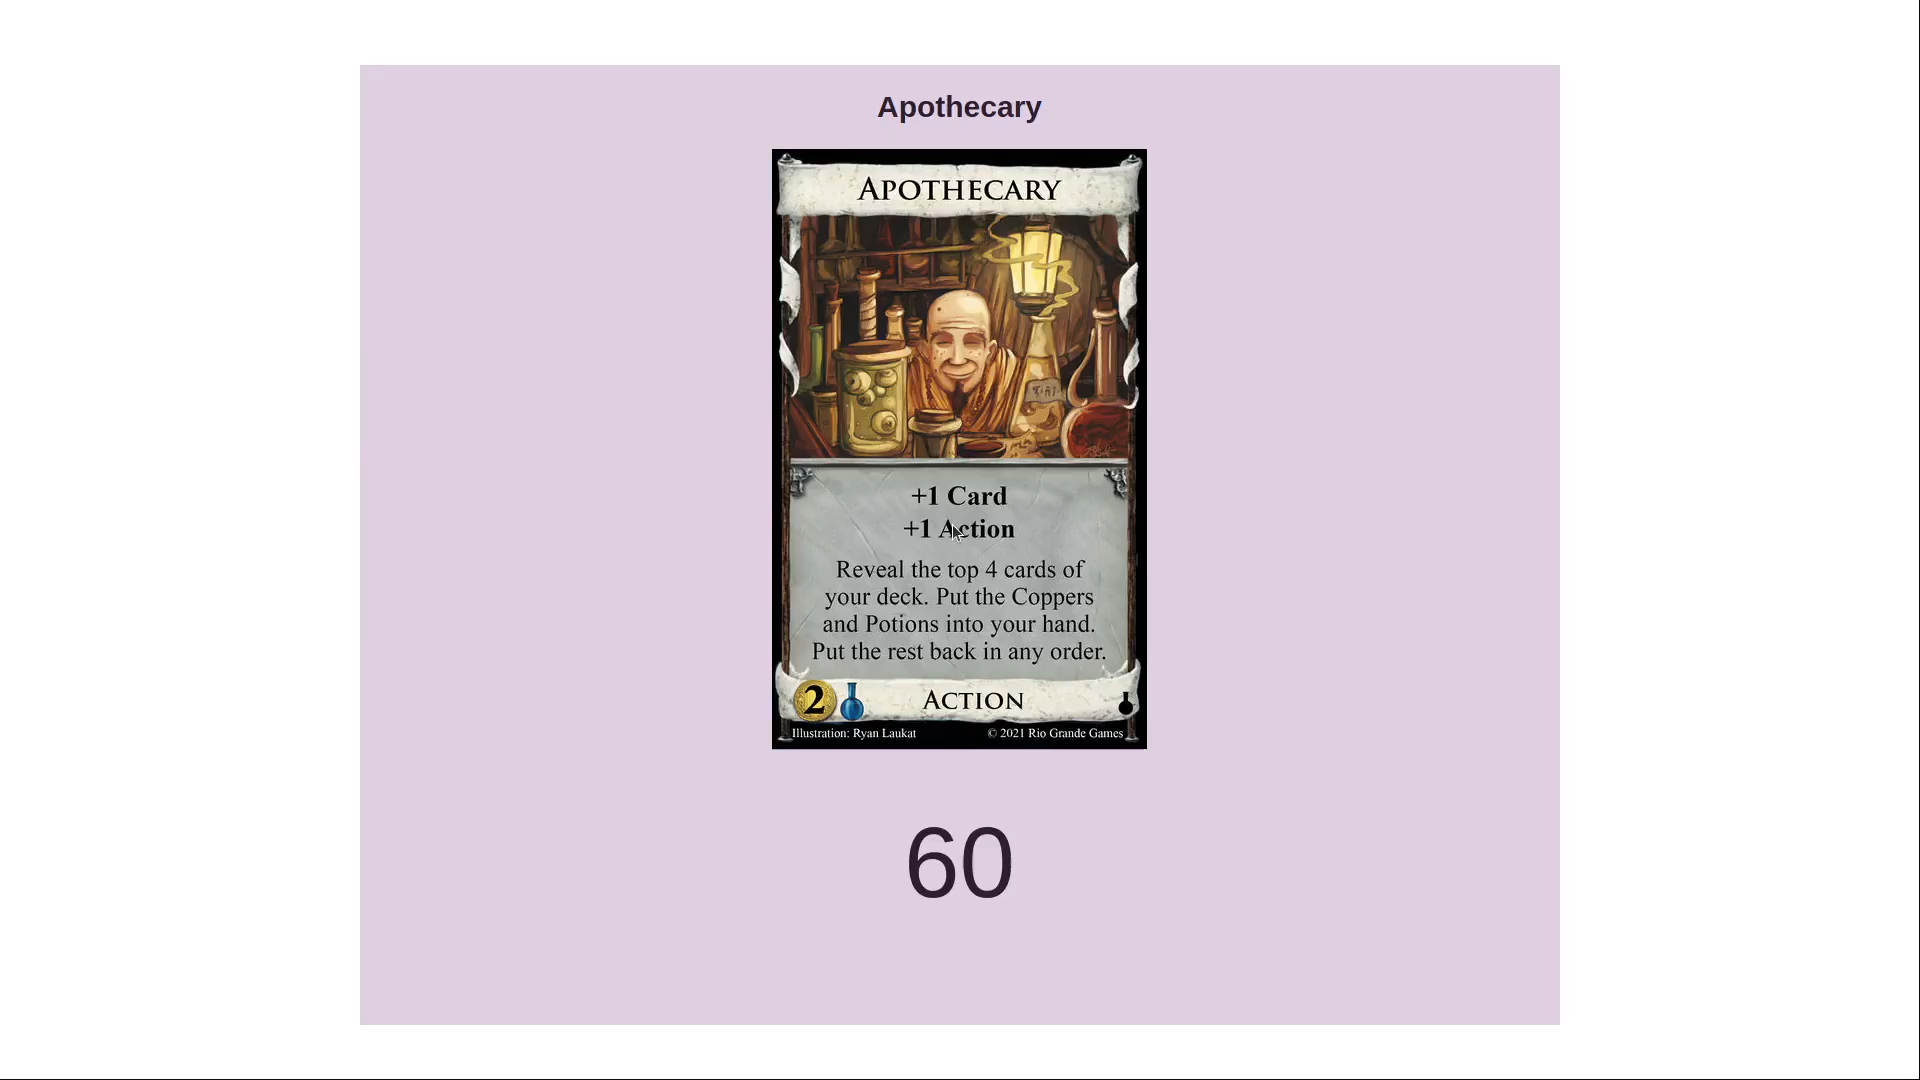 Apothecary
APOTHECARY
+1 Card
+1 Action
Reveal the top 4 cards of
your deck. Put the Coppers
and Potions into your hand.
Put the rest back in any order.
2 ACTION
Illustration: Ryan Laukat © 2021 Rio Grande Games
60